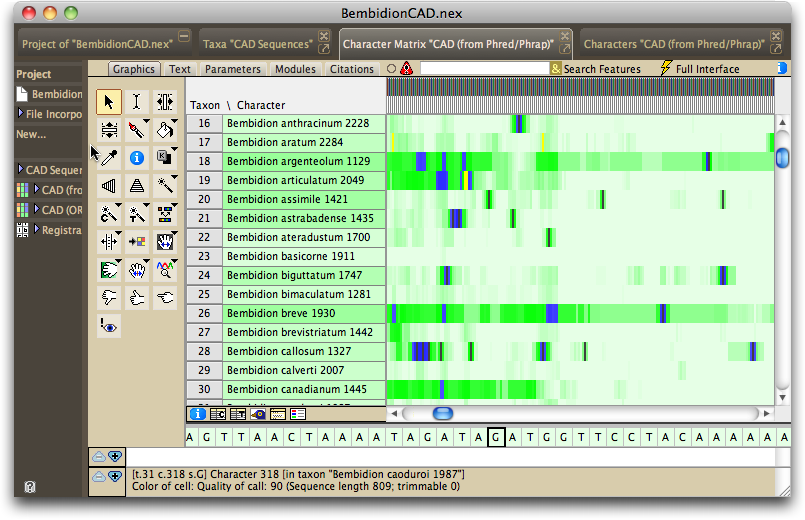 BembidionCAD.nex
Project of "BembidionCAD.nex"
Taxa "CAD Sequences"
Character Matrix "CAD (from Phred/Phrap)"
Characters "CAD (from Phred/Phrap)"
Project
Bembidion
File Incorpo
New...
CAD Sequen
CAD (fro
CAD (OR
Registra
Graphics Text Parameters Modules Citations & Search Features Full Interface
Taxon \ Character
16 Bembidion anthracinum 2228
17 Bembidion aratum 2284
18 Bembidion argenteolum 1129
19 Bembidion articulatum 2049
20 Bembidion assimile 1421
21 Bembidion astrabadense 1435
22 Bembidion ateradustum 1700
23 Bembidion basicorne 1911
24 Bembidion biguttatum 1747
25 Bembidion bimaculatum 1281
26 Bembidion breve 1930
27 Bembidion brevistriatum 1442
28 Bembidion callosum 1327
29 Bembidion calverti 2007
30 Bembidion canadianum 1445
A G T T A A C T A A A A T A G A T A G A T G G T T C C T A C A A A A A A
[t.31 c.318 s.G] Character 318 [in taxon "Bembidion caoduroi 1987"]
Color of cell: Quality of call: 90 (Sequence length 809; trimmable 0)